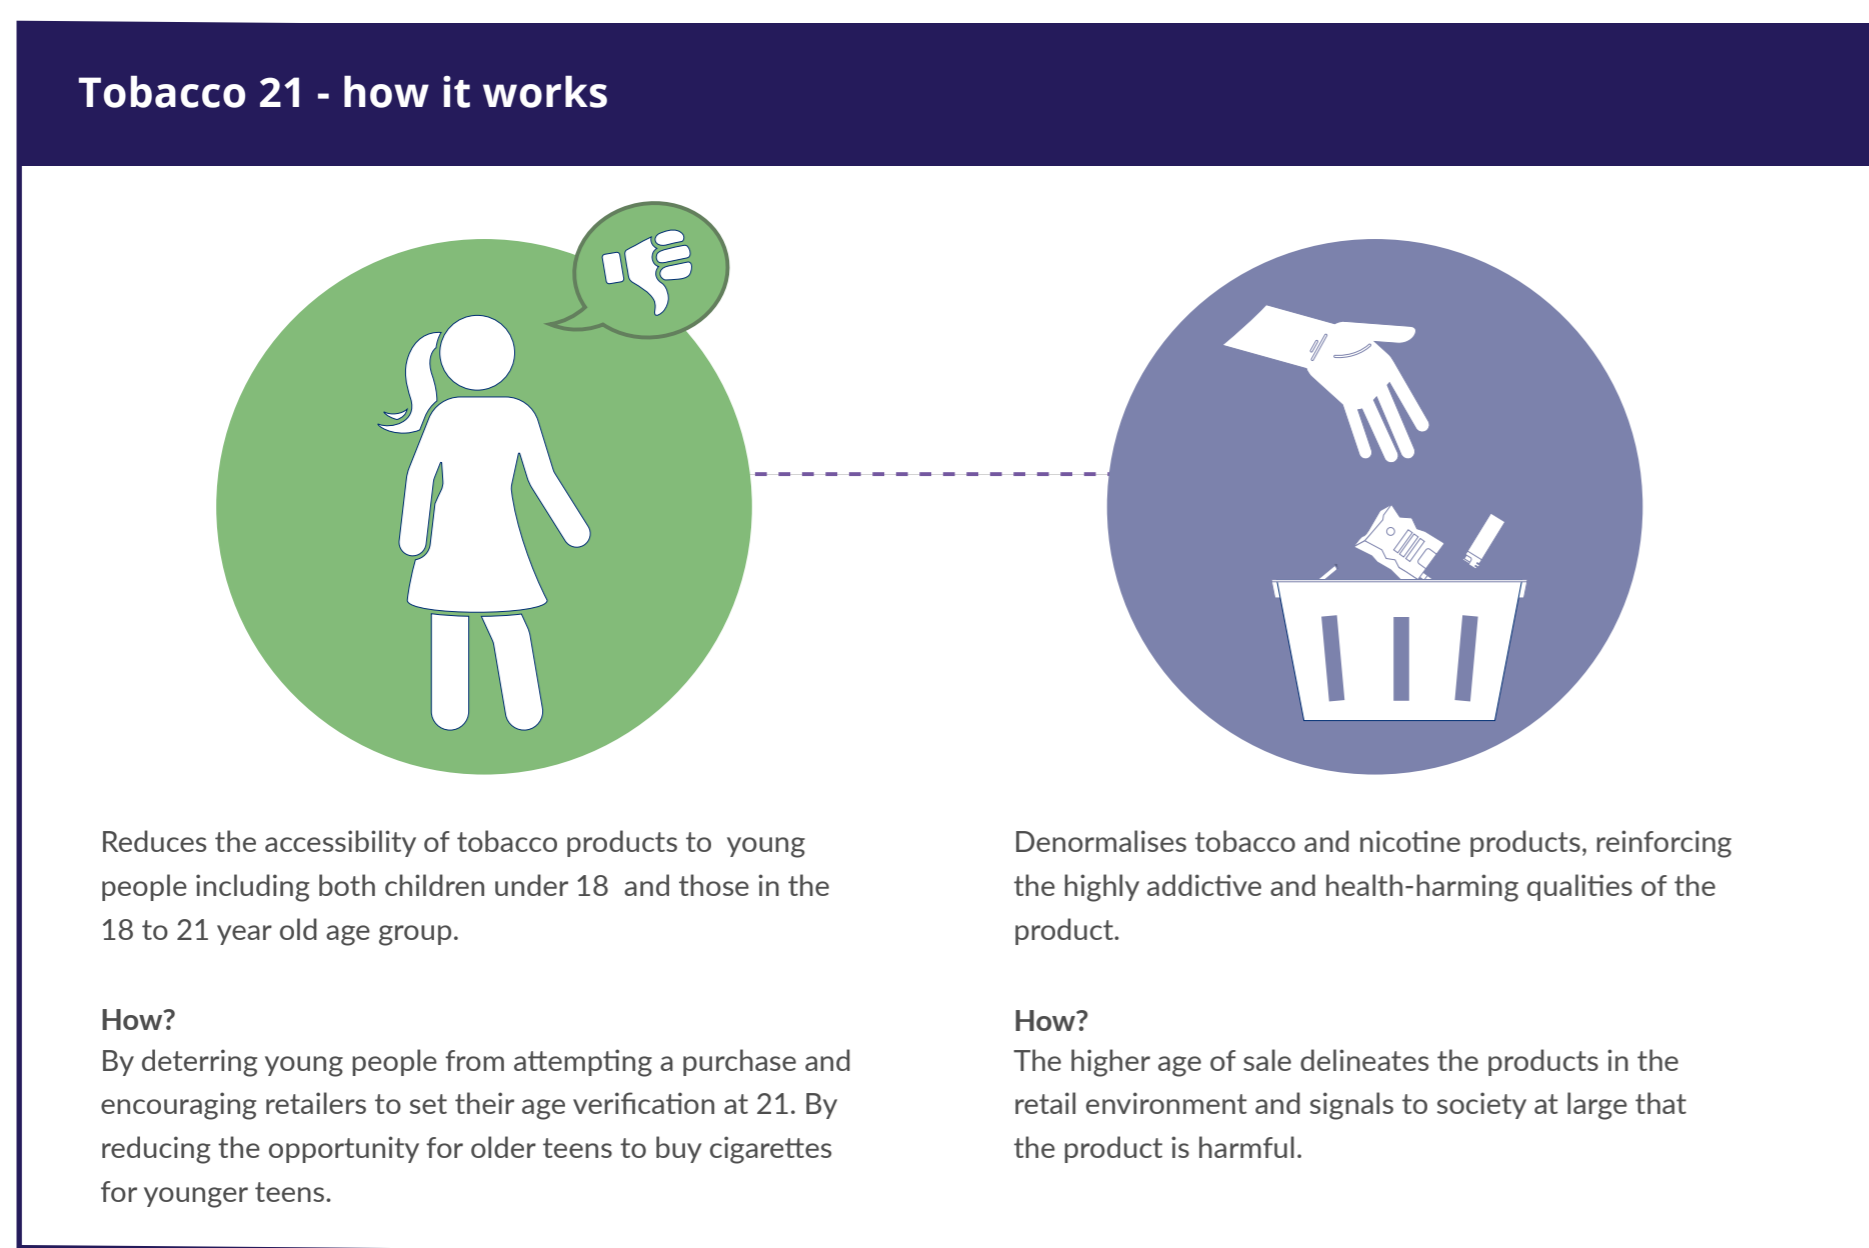 Tobacco 21 - how it works
Reduces the accessibility of tobacco products to  young
people including both children under 18  and those in the
18 to 21 year old age group.
How?
By deterring young people from attempting a purchase and
encouraging retailers to set their age verification at 21. By
reducing the opportunity for older teens to buy cigarettes
for younger teens.
Denormalises tobacco and nicotine products, reinforcing
the highly addictive and health-harming qualities of the
product.
How?
The higher age of sale delineates the products in the
retail environment and signals to society at large that
the product is harmful.